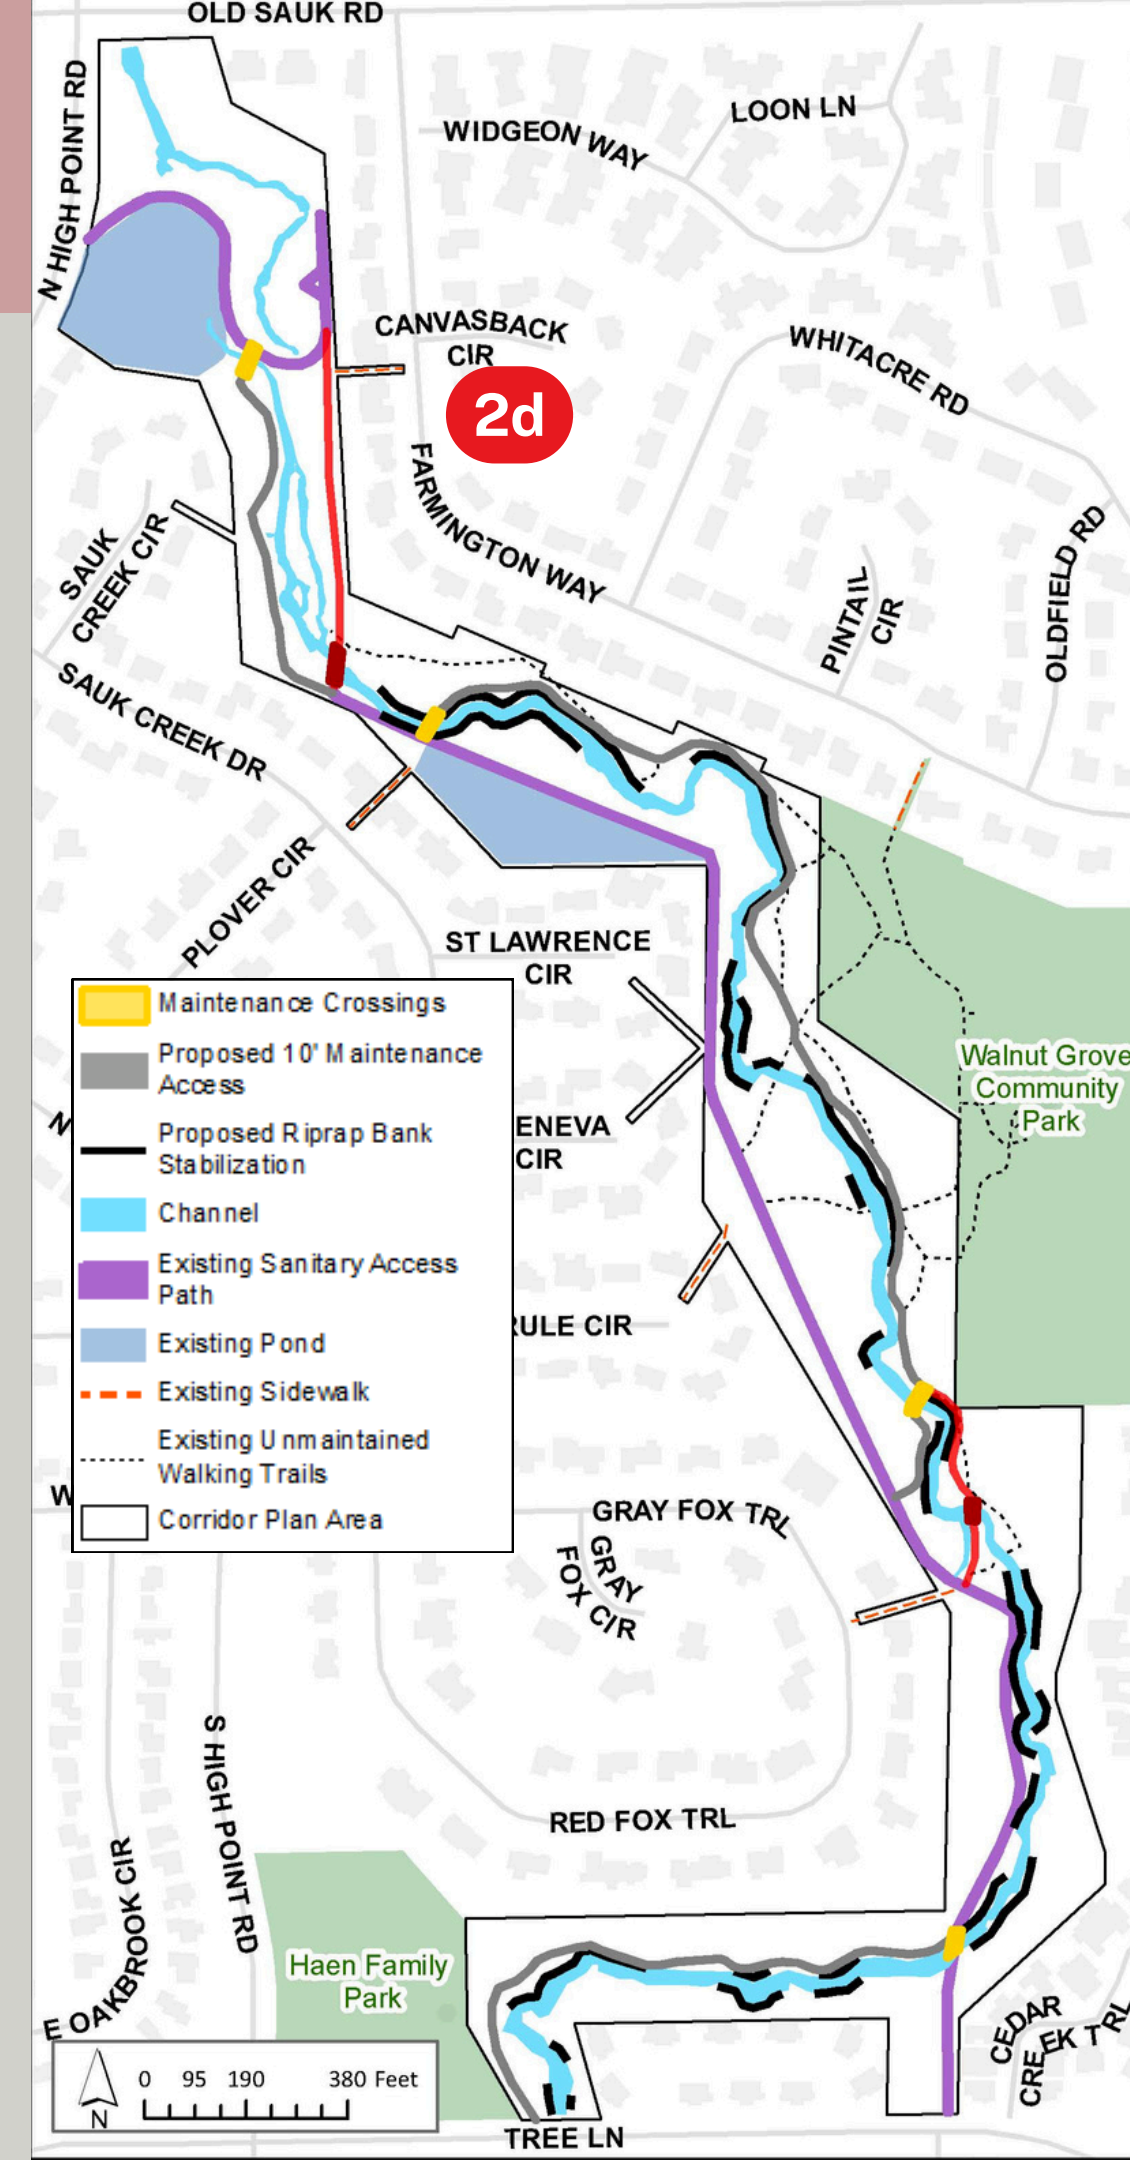 OLD SAUK RD
N HIGH POINT RD
LOON LN
WIDGEON WAY
CANVASBACK
CIR
WHITACRE RD
2d
FARMINGTON WAY
SAUK
CREEK CIR
OLDFIELD RD
PINTAIL
CIR
SAUK CREEK DR
PLOVER CIR
ST LAWRENCE
CIR
Maintenance Crossings
Proposed 10' Maintenance
Access
Proposed Riprap Bank
Stabilization
Channel
Existing Sanitary Access
Path
Existing Pond
Existing Sidewalk
Existing Unmaintained
Walking Trails
Corridor Plan Area
Walnut Grove
Community
Park
N
ENEVA
CIR
RULE CIR
W
GRAY FOX TRL
GRAY
FOX CIR
S HIGH POINT RD
RED FOX TRL
E OAKBROOK CIR
Haen Family
Park
CEDAR
CREEK TRL
0 95 190 380 Feet
N
TREE LN